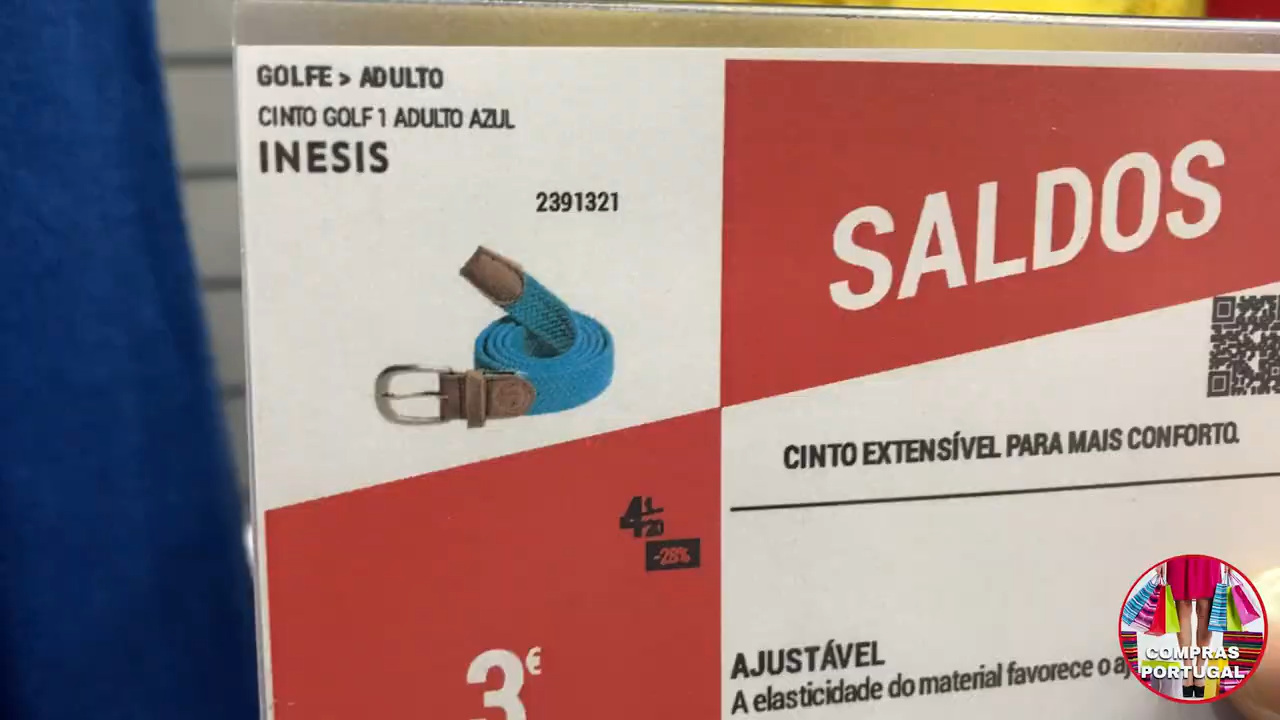 GOLFE > ADULTO
CINTO GOLF 1 ADULTO AZUL
INESIS
2391321
SALDOS
CINTO EXTENSÍVEL PARA MAIS CONFORTO.
4€20
-28%
3€
AJUSTÁVEL
A elasticidade do material favorece o
COMPRAS
PORTUGAL